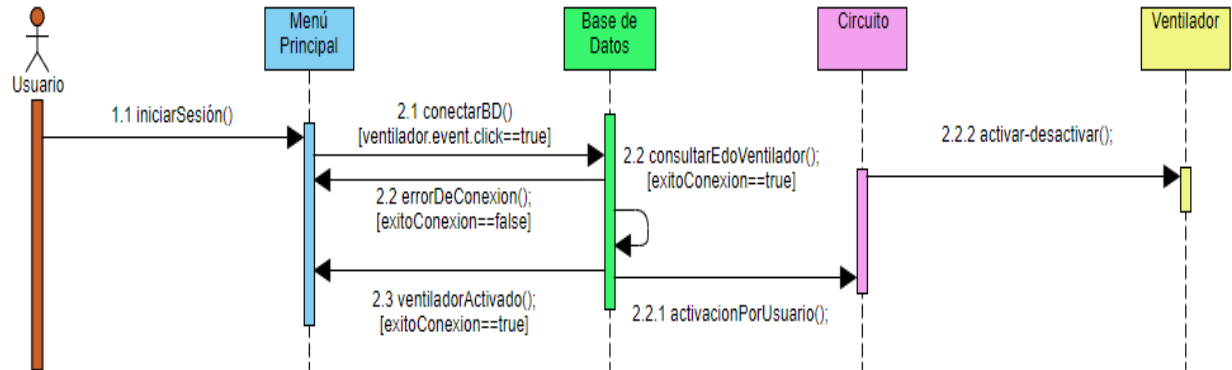 Usuario
Menú
Principal
Base de
Datos
Circuito
Ventilador
1.1 iniciarSesión()
2.1 conectarBD()
[ventilador.event.click==true]
2.2 errorDeConexion();
[exitoConexion==false]
2.2 consultarEdoVentilador();
[exitoConexion==true]
2.2.2 activar-desactivar();
2.3 ventiladorActivado();
[exitoConexion==true]
2.2.1 activacionPorUsuario();